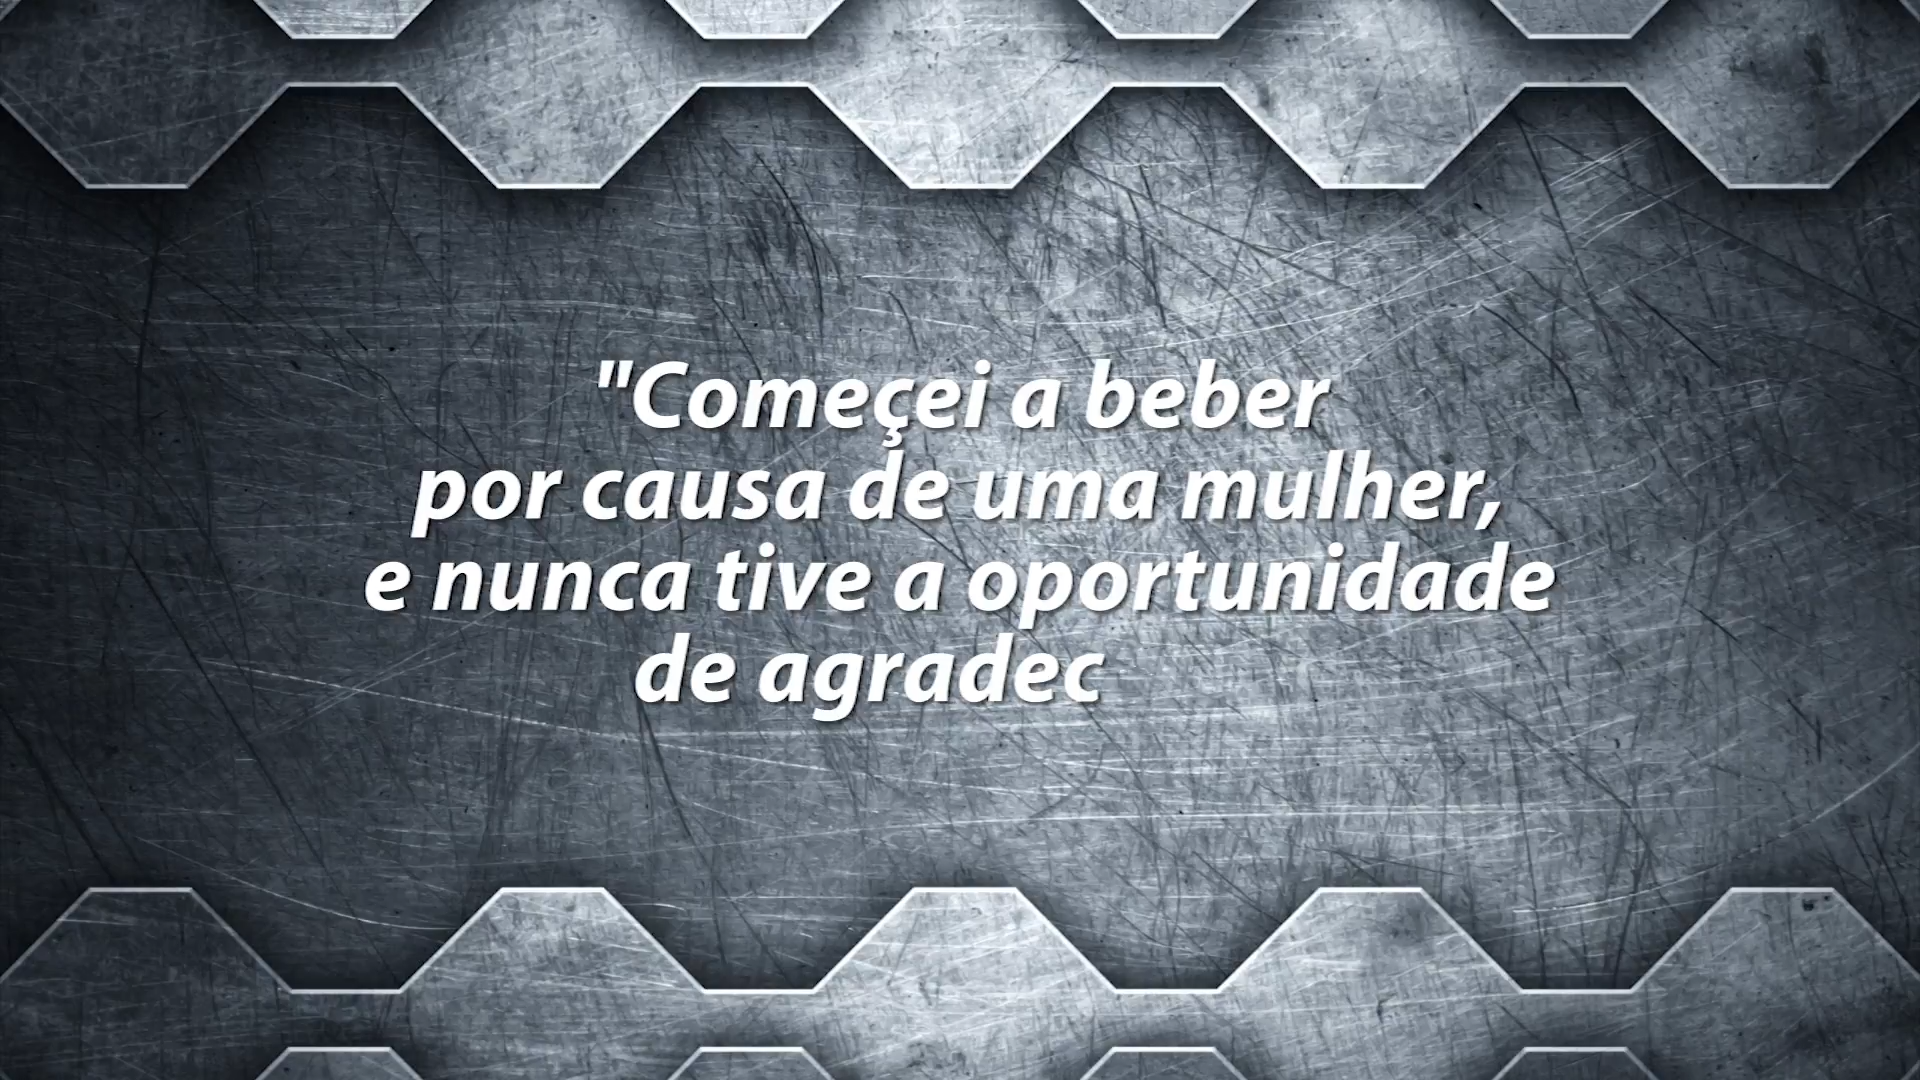 "Começei a beber
por causa de uma mulher,
e nunca tive a oportunidade
de agradec